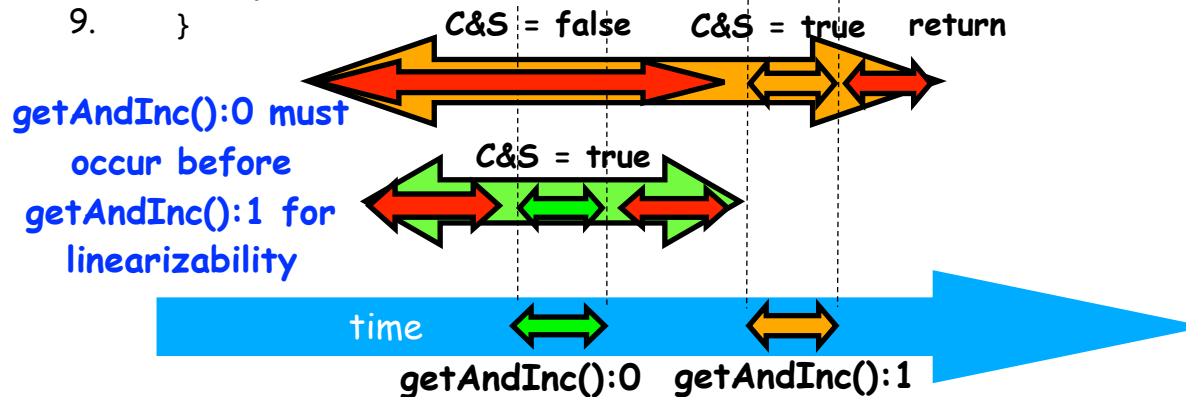 9. }
C&S = false
C&S = true
return
getAndInc():0 must
occur before
getAndInc():1 for
linearizability
C&S = true
time
getAndInc():0
getAndInc():1